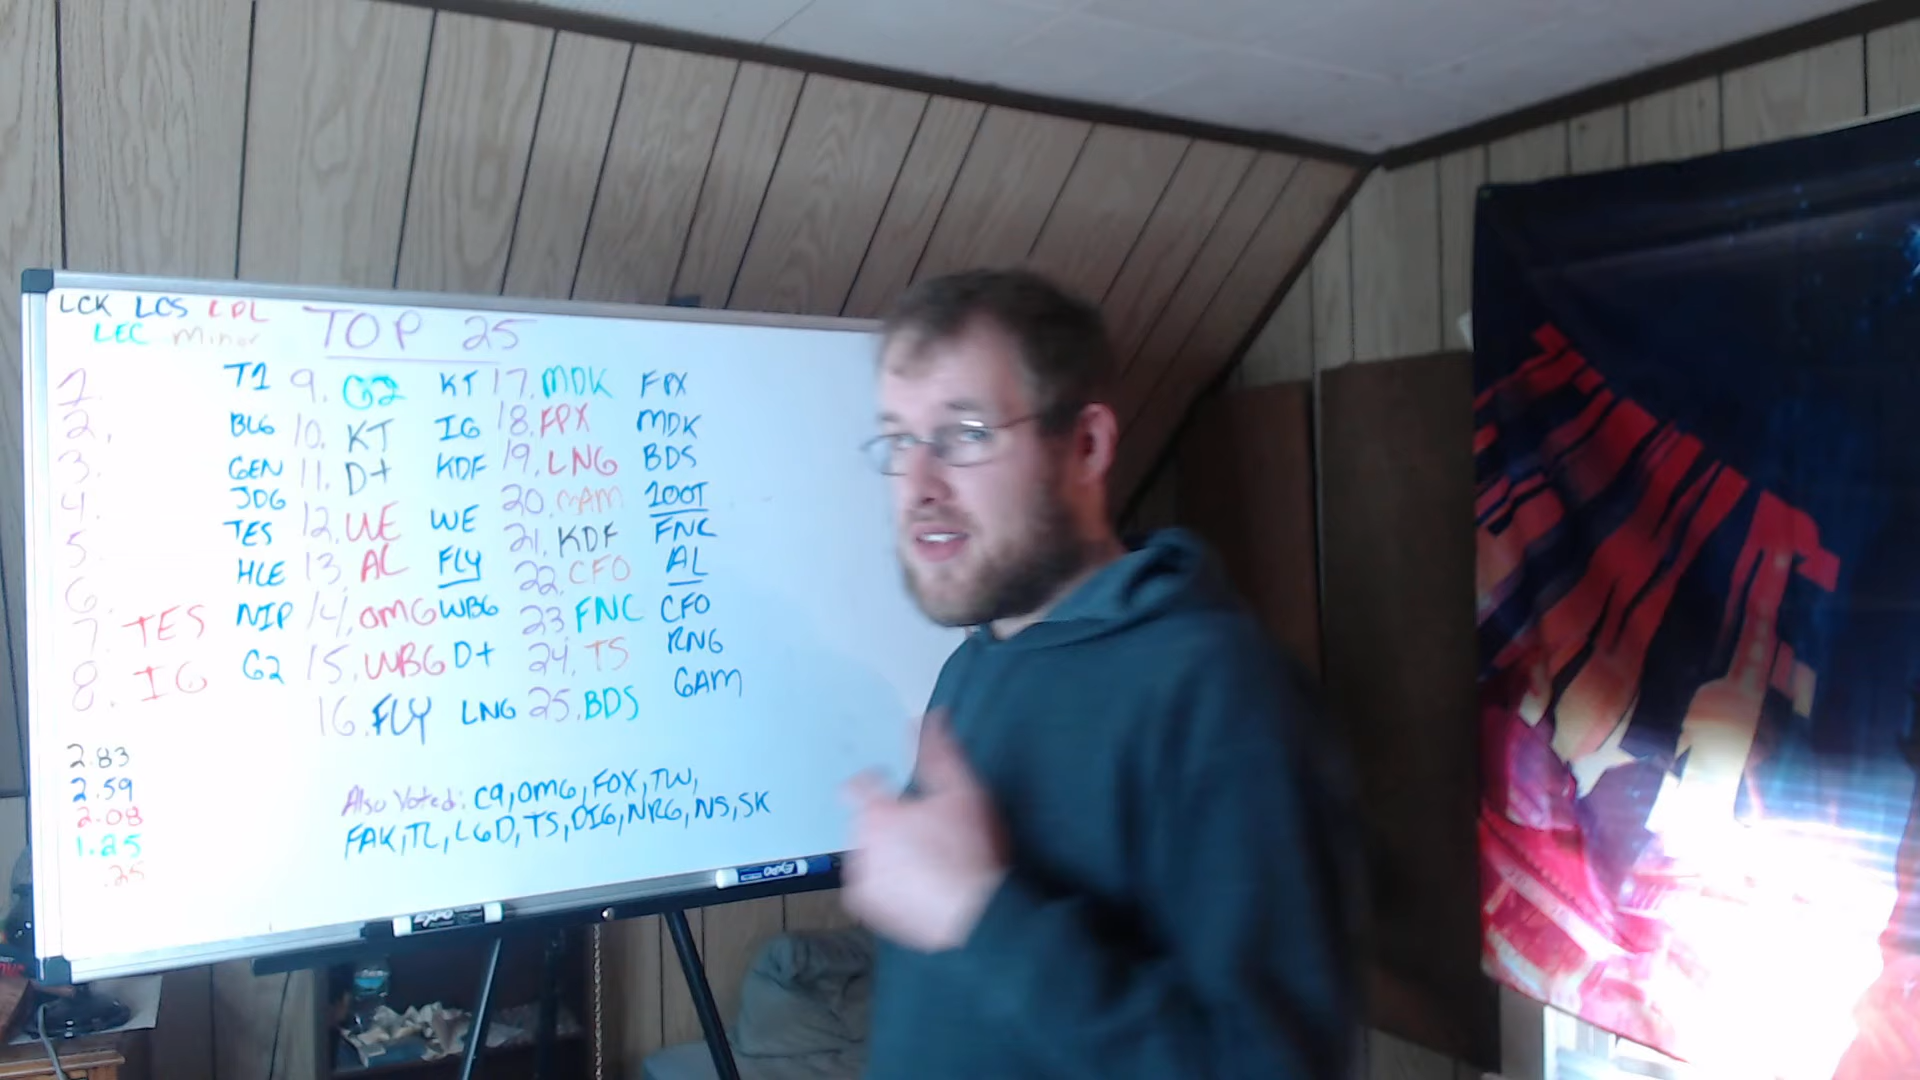 LCK LCS LPL
LEC Minor
TOP 25
1. T1 9. G2 KT 17. MDK FPX
2. BLG 10. KT IG 18. FPX MDK
3. GEN 11. D+ KDF 19. LNG BDS
4. JDG 12. WE WE 20. GAM 100T
5. TES 13. AL FLY 21. KDF FNC
6. HLE 14. OMG WBG 22. CFO AL
7. TES NIP 15. WBG D+ 23 FNC CFO
8. IG G2 16. FLY LNG 24. TS RNG
25. BDS GAM
2.83
2.59
2.08
1.25
.25
Also Voted: C9, OMG, FOX, TW,
FAK, TL, LGD, TS, DIG, NRG, NS, SK
EXPO
EXPO